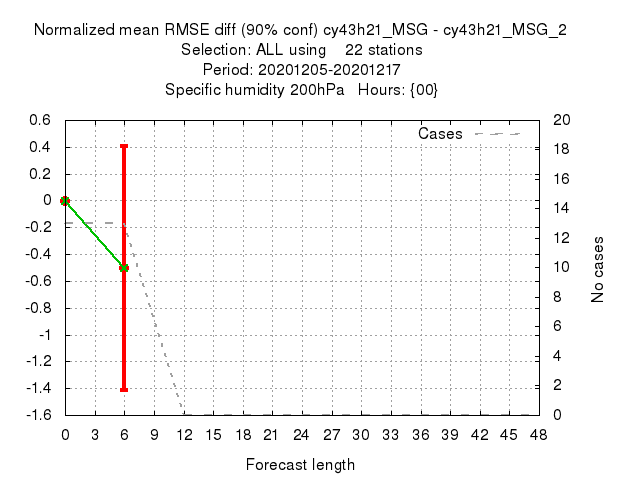 Normalized mean RMSE diff (90% conf) cy43h21_MSG - cy43h21_MSG_2
Selection: ALL using 22 stations
Period: 20201205-20201217
Specific humidity 200hPa Hours: {00}
Cases
0.6
0.4
0.2
0
-0.2
-0.4
-0.6
-0.8
-1
-1.2
-1.4
-1.6
20
18
16
14
12
10
8
6
4
2
0
No cases
0 3 6 9 12 15 18 21 24 27 30 33 36 39 42 45 48
Forecast length